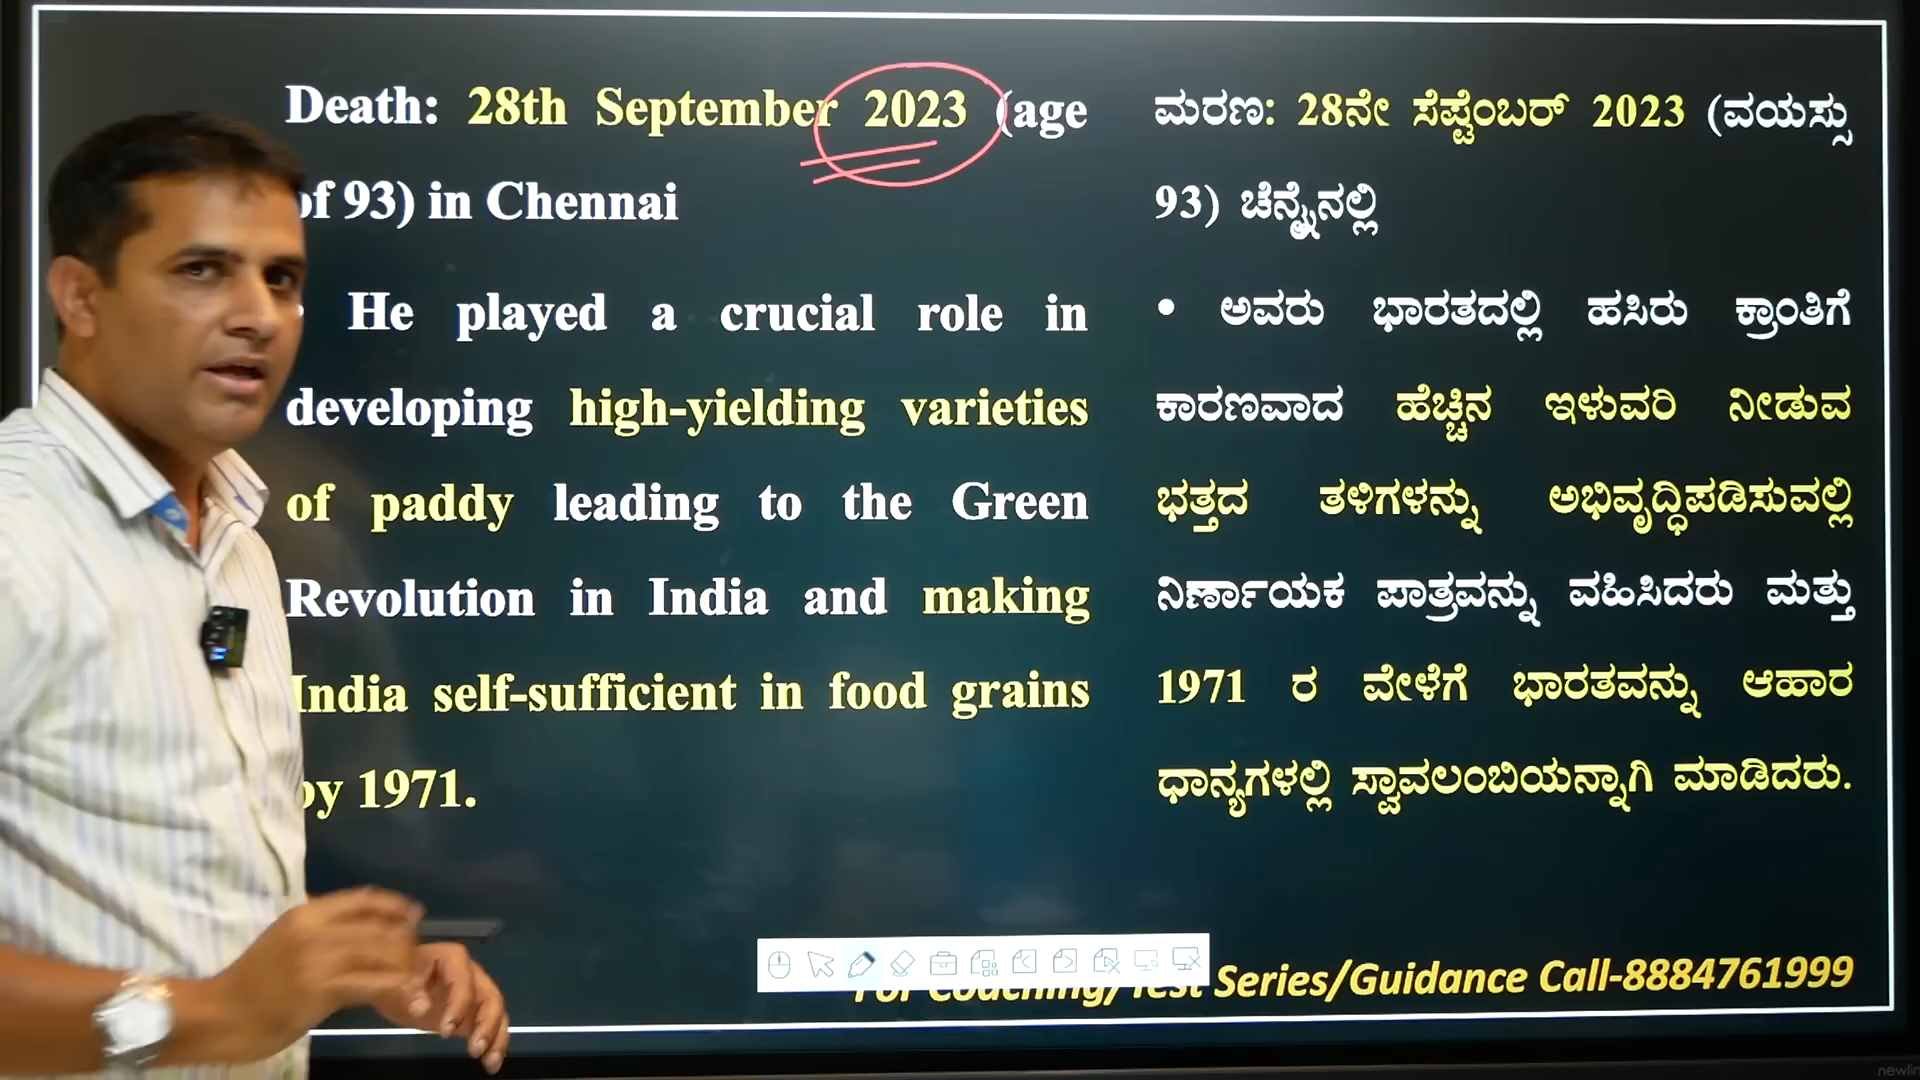 Death: 28th September 2023 (age
of 93) in Chennai
He played a crucial role in
developing high-yielding varieties
of paddy leading to the Green
Revolution in India and making
India self-sufficient in food grains
by 1971.
ಮರಣ: 28ನೇ ಸೆಪ್ಟೆಂಬರ್ 2023 (ವಯಸ್ಸು
93) ಚೆನ್ನೈನಲ್ಲಿ
• ಅವರು ಭಾರತದಲ್ಲಿ ಹಸಿರು ಕ್ರಾಂತಿಗೆ
ಕಾರಣವಾದ ಹೆಚ್ಚಿನ ಇಳುವರಿ ನೀಡುವ
ಭತ್ತದ ತಳಿಗಳನ್ನು ಅಭಿವೃದ್ಧಿಪಡಿಸುವಲ್ಲಿ
ನಿರ್ಣಾಯಕ ಪಾತ್ರವನ್ನು ವಹಿಸಿದರು ಮತ್ತು
1971 ರ ವೇಳೆಗೆ ಭಾರತವನ್ನು ಆಹಾರ
ಧಾನ್ಯಗಳಲ್ಲಿ ಸ್ವಾವಲಂಬಿಯನ್ನಾಗಿ ಮಾಡಿದರು.
For Coaching/Test Series/Guidance Call-8884761999